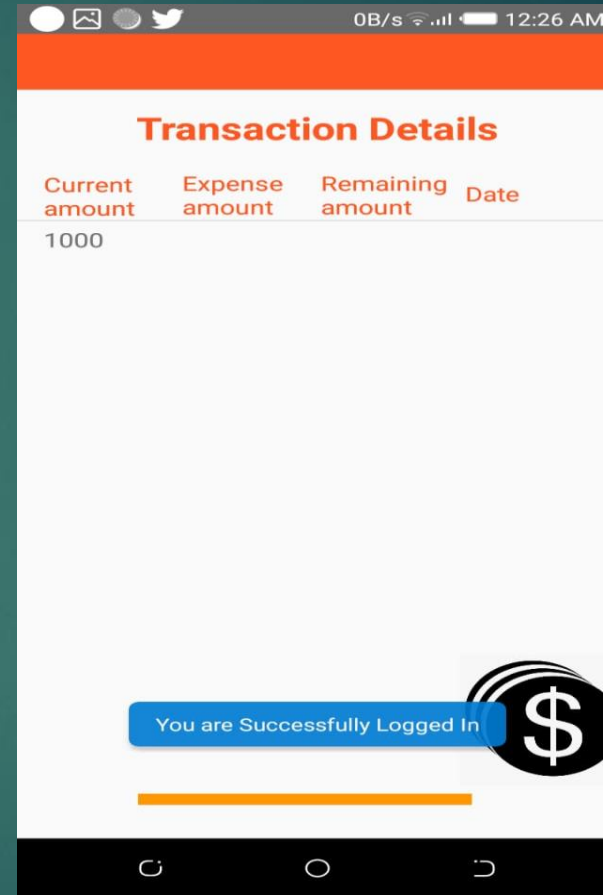 0B/s 12:26 AM
Transaction Details
Current amount Expense amount Remaining amount Date
1000
You are Successfully Logged In
$